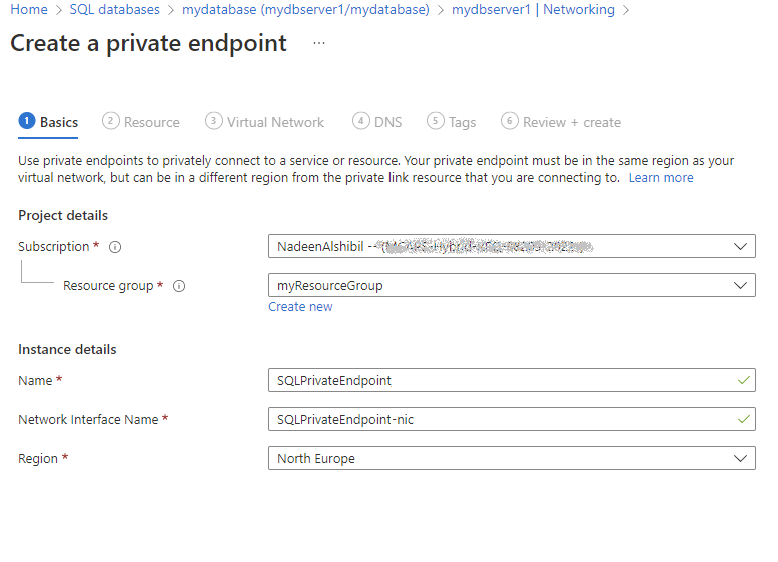 Home > SQL databases > mydatabase (mydbserver1/mydatabase) > mydbserver1 | Networking >
Create a private endpoint ...
1 Basics 2 Resource 3 Virtual Network 4 DNS 5 Tags 6 Review + create
Use private endpoints to privately connect to a service or resource. Your private endpoint must be in the same region as your
virtual network, but can be in a different region from the private link resource that you are connecting to. Learn more
Project details
Subscription * NadeenAlshibil --
Resource group * myResourceGroup
Create new
Instance details
Name * SQLPrivateEndpoint
Network Interface Name * SQLPrivateEndpoint-nic
Region * North Europe